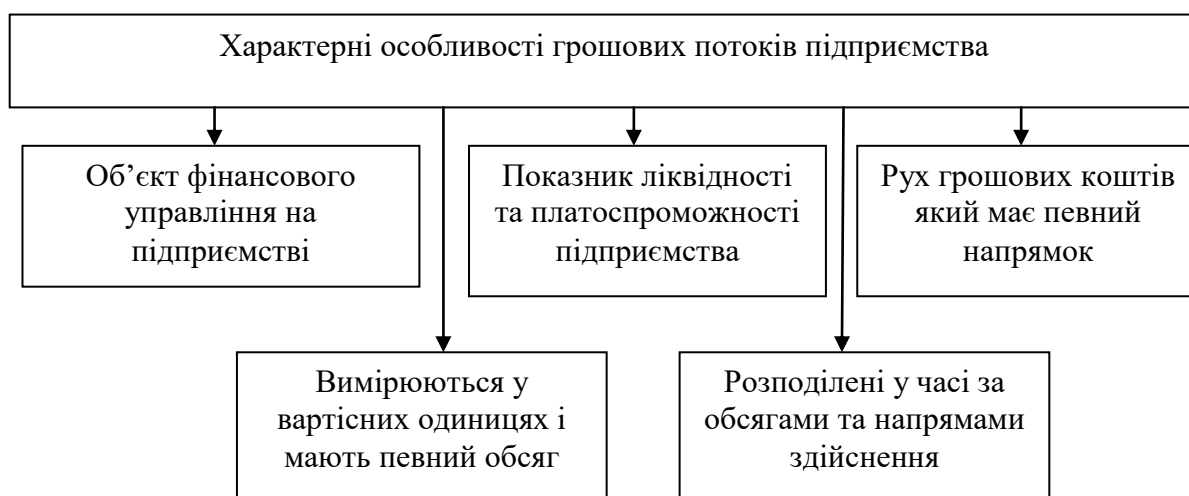 Характерні особливості грошових потоків підприємства
Об’єкт фінансового
управління на
підприємстві
Показник ліквідності
та платоспроможності
підприємства
Рух грошових коштів
який має певний
напрямок
Вимірюються у
вартісних одиницях і
мають певний обсяг
Розподілені у часі за
обсягами та напрямами
здійснення